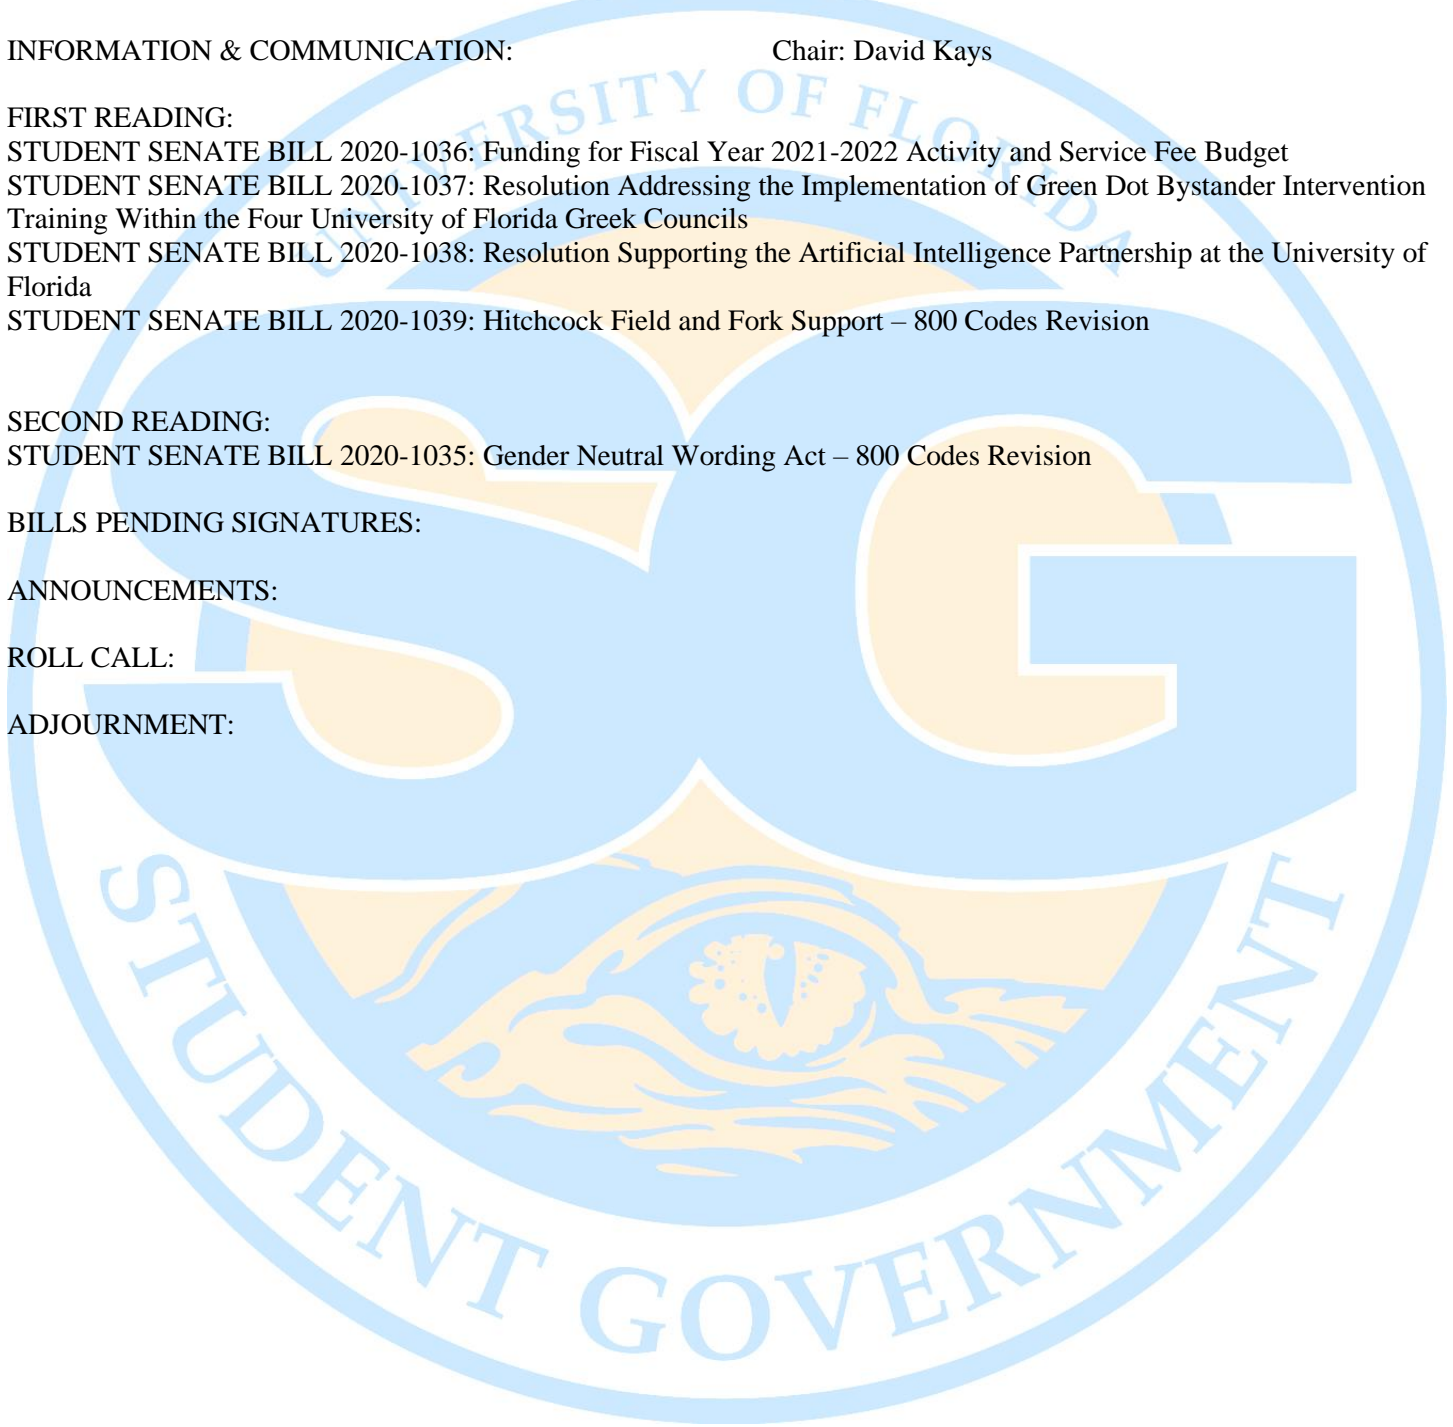 INFORMATION & COMMUNICATION: Chair: David Kays
FIRST READING:
STUDENT SENATE BILL 2020-1036: Funding for Fiscal Year 2021-2022 Activity and Service Fee Budget
STUDENT SENATE BILL 2020-1037: Resolution Addressing the Implementation of Green Dot Bystander Intervention
Training Within the Four University of Florida Greek Councils
STUDENT SENATE BILL 2020-1038: Resolution Supporting the Artificial Intelligence Partnership at the University of
Florida
STUDENT SENATE BILL 2020-1039: Hitchcock Field and Fork Support – 800 Codes Revision
SECOND READING:
STUDENT SENATE BILL 2020-1035: Gender Neutral Wording Act – 800 Codes Revision
BILLS PENDING SIGNATURES:
ANNOUNCEMENTS:
ROLL CALL:
ADJOURNMENT:
UNIVERSITY OF FLORIDA
SG
STUDENT GOVERNMENT